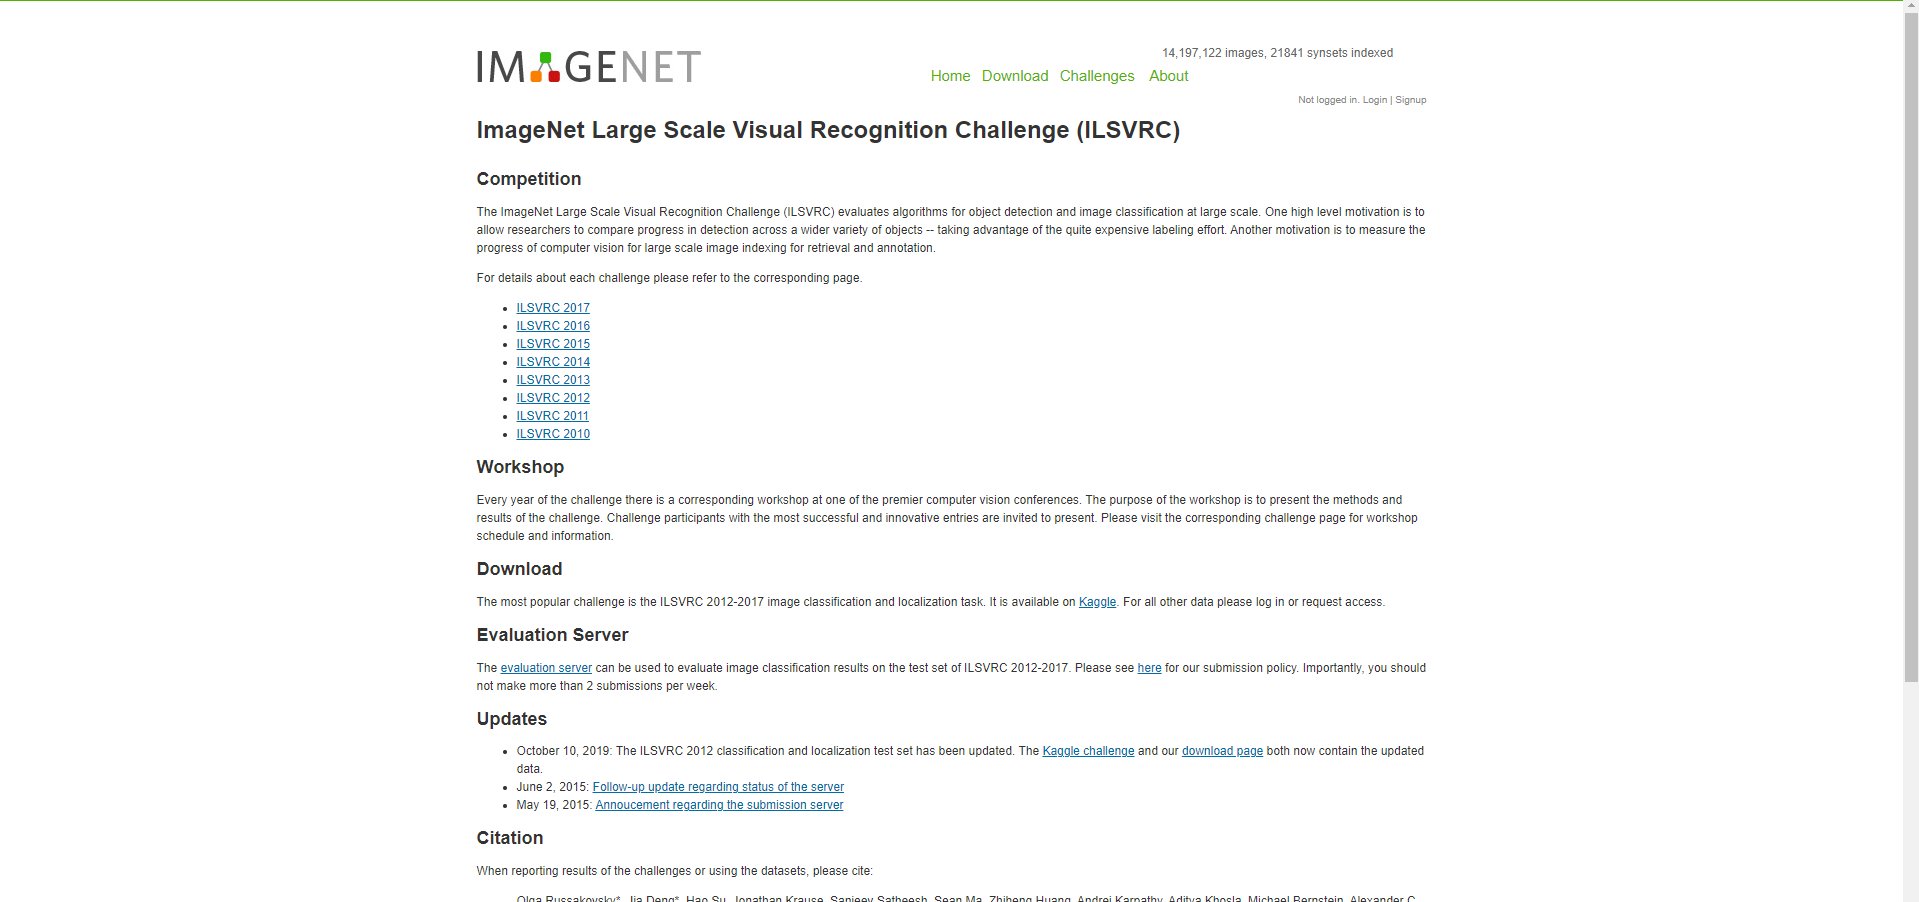 IMAGENET
14,197,122 images, 21841 synsets indexed
Home Download Challenges About
Not logged in. Login | Signup
ImageNet Large Scale Visual Recognition Challenge (ILSVRC)
Competition
The ImageNet Large Scale Visual Recognition Challenge (ILSVRC) evaluates algorithms for object detection and image classification at large scale. One high level motivation is to
allow researchers to compare progress in detection across a wider variety of objects -- taking advantage of the quite expensive labeling effort. Another motivation is to measure the
progress of computer vision for large scale image indexing for retrieval and annotation.
For details about each challenge please refer to the corresponding page.
• ILSVRC 2017
• ILSVRC 2016
• ILSVRC 2015
• ILSVRC 2014
• ILSVRC 2013
• ILSVRC 2012
• ILSVRC 2011
• ILSVRC 2010
Workshop
Every year of the challenge there is a corresponding workshop at one of the premier computer vision conferences. The purpose of the workshop is to present the methods and
results of the challenge. Challenge participants with the most successful and innovative entries are invited to present. Please visit the corresponding challenge page for workshop
schedule and information.
Download
The most popular challenge is the ILSVRC 2012-2017 image classification and localization task. It is available on Kaggle. For all other data please log in or request access.
Evaluation Server
The evaluation server can be used to evaluate image classification results on the test set of ILSVRC 2012-2017. Please see here for our submission policy. Importantly, you should
not make more than 2 submissions per week.
Updates
• October 10, 2019: The ILSVRC 2012 classification and localization test set has been updated. The Kaggle challenge and our download page both now contain the updated
data.
• June 2, 2015: Follow-up update regarding status of the server
• May 19, 2015: Annoucement regarding the submission server
Citation
When reporting results of the challenges or using the datasets, please cite:
Olga Russakovsky*, Jia Deng*, Hao Su, Jonathan Krause, Sanjeev Satheesh, Sean Ma, Zhiheng Huang, Andrej Karpathy, Aditya Khosla, Michael Bernstein, Alexander C.